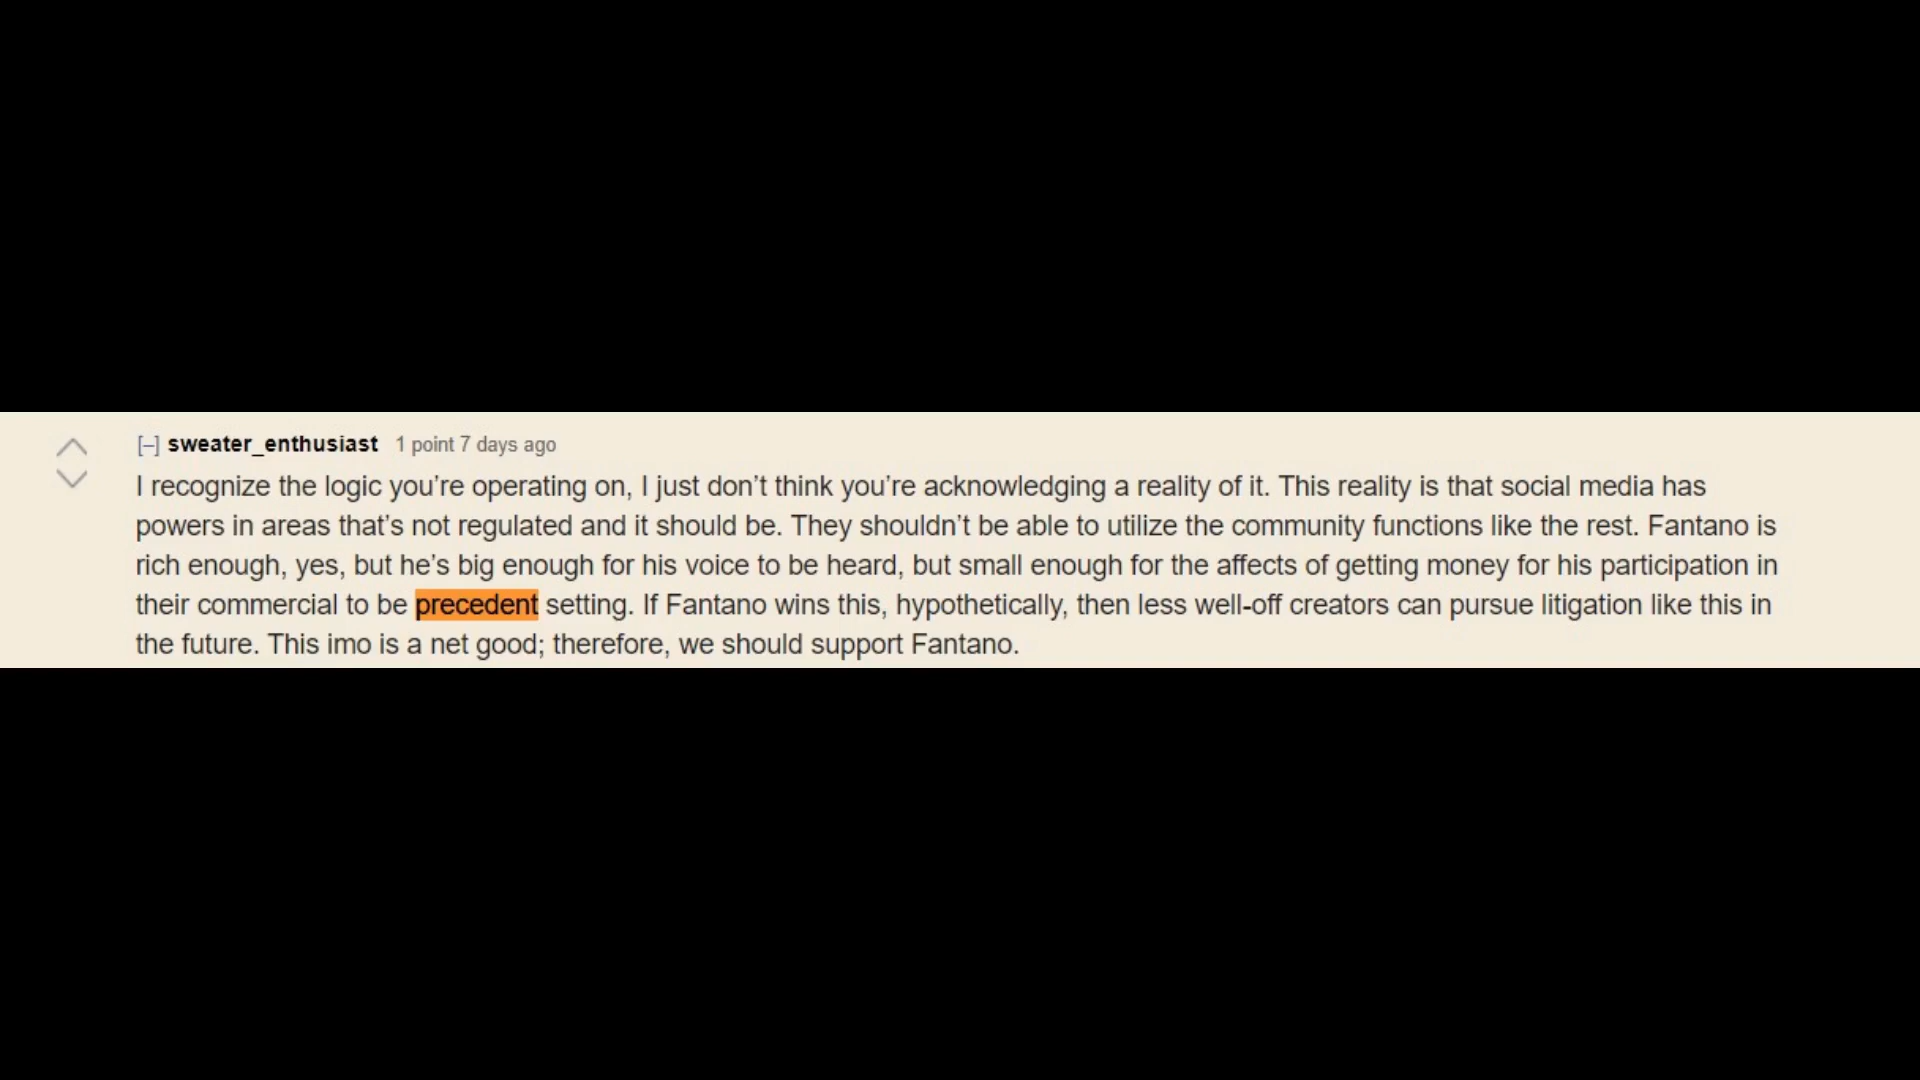 [–] sweater_enthusiast 1 point 7 days ago
I recognize the logic you’re operating on, I just don’t think you’re acknowledging a reality of it. This reality is that social media has
powers in areas that’s not regulated and it should be. They shouldn’t be able to utilize the community functions like the rest. Fantano is
rich enough, yes, but he’s big enough for his voice to be heard, but small enough for the affects of getting money for his participation in
their commercial to be precedent setting. If Fantano wins this, hypothetically, then less well-off creators can pursue litigation like this in
the future. This imo is a net good; therefore, we should support Fantano.